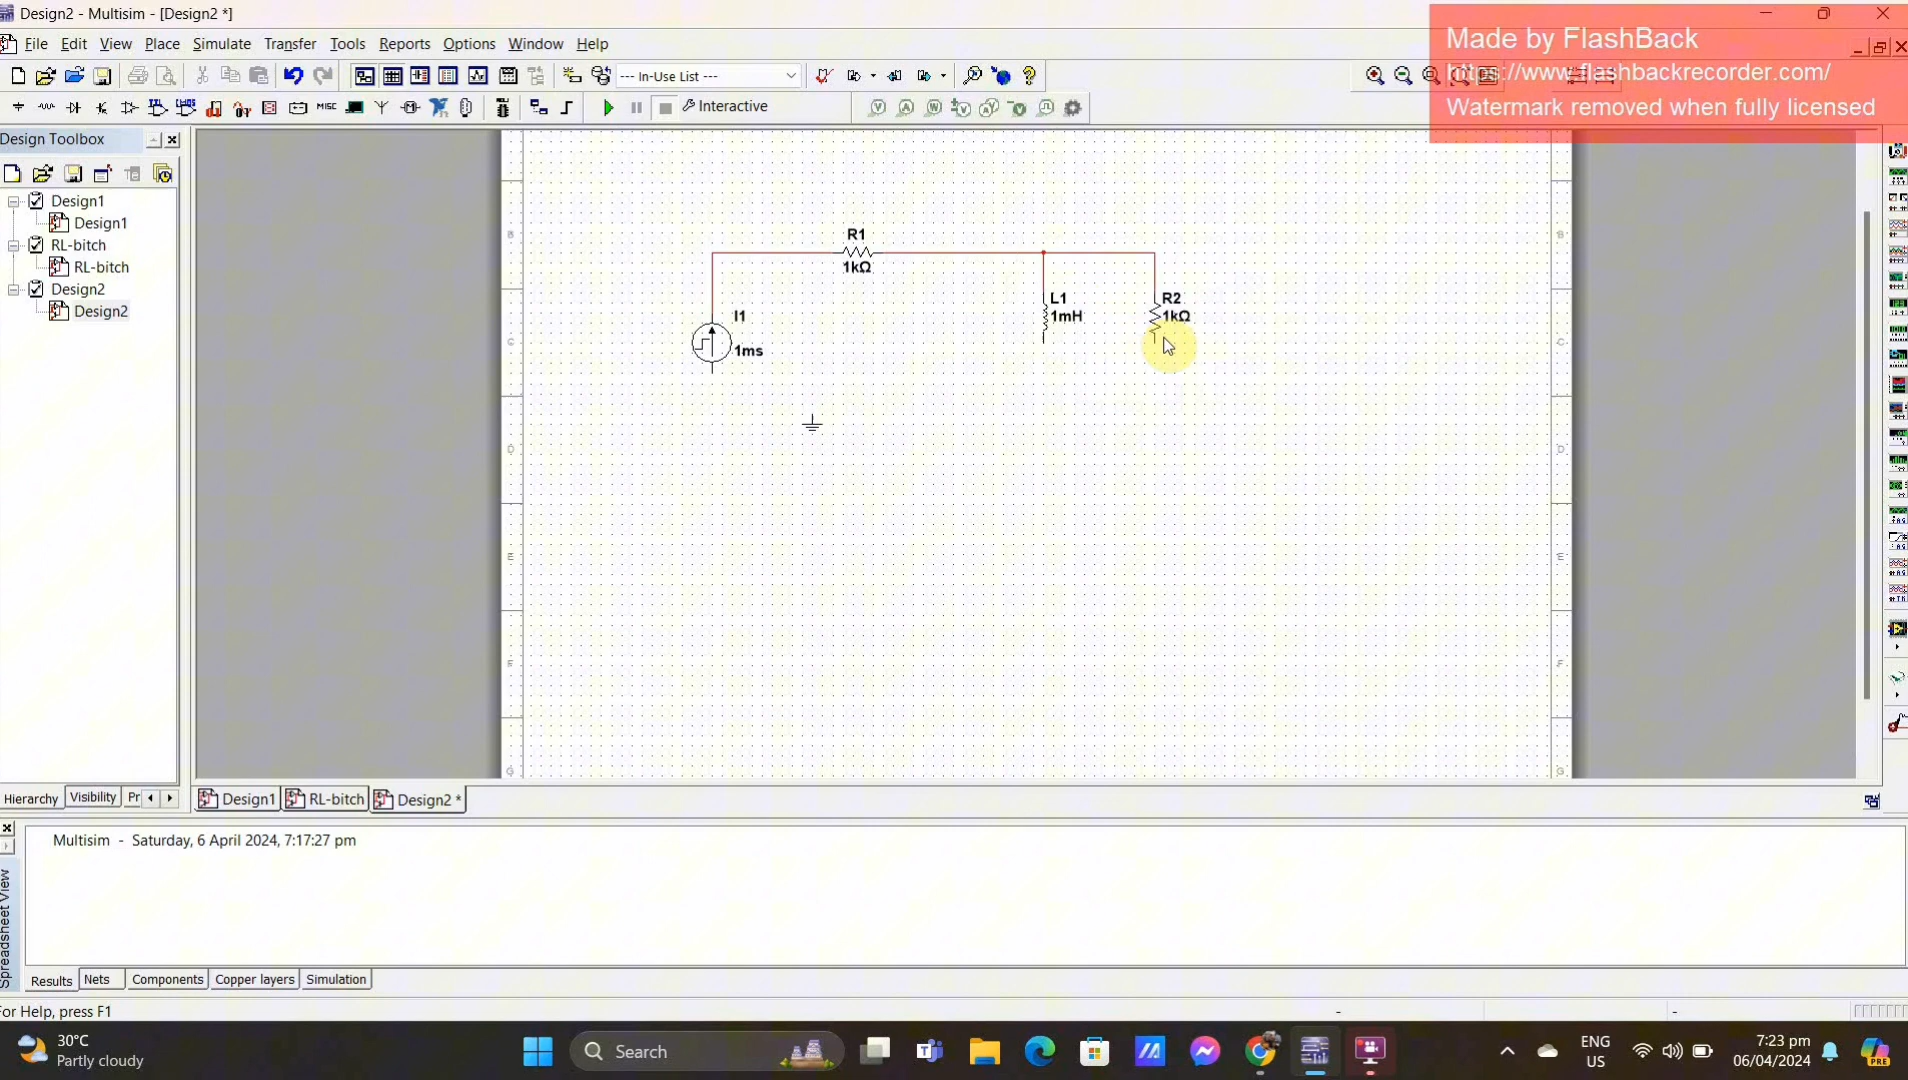 Design2 - Multisim - [Design2 *]
Made by FlashBack
https://www.flashbackrecorder.com/
Watermark removed when fully licensed
File Edit View Place Simulate Transfer Tools Reports Options Window Help
--- In-Use List ---
MISC
Interactive
Design Toolbox
Design1
Design1
RL-bitch
RL-bitch
Design2
Design2
B
B
R1
1kΩ
L1
1mH
R2
1kΩ
I1
1ms
C
C
D
D
E
E
F
F
G
G
Hierarchy Visibility Pr
Design1 RL-bitch Design2 *
Multisim - Saturday, 6 April 2024, 7:17:27 pm
Spreadsheet View
Results Nets Components Copper layers Simulation
For Help, press F1
-
-
30°C
Partly cloudy
Search
ENG
US
7:23 pm
06/04/2024
PRE